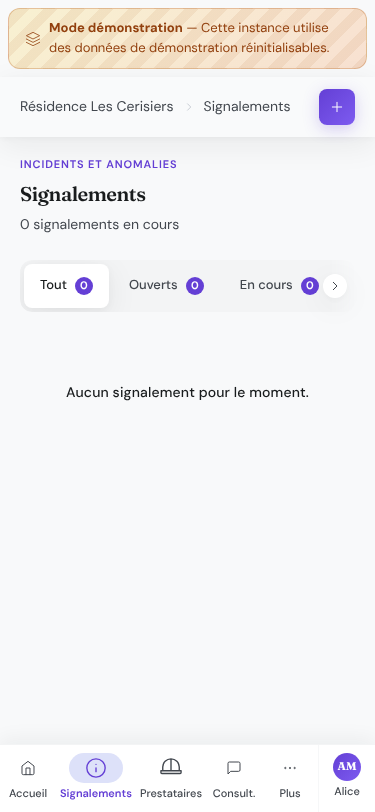 Mode démonstration — Cette instance utilise
des données de démonstration réinitialisables.
Résidence Les Cerisiers > Signalements
INCIDENTS ET ANOMALIES
Signalements
0 signalements en cours
Tout 0 Ouverts 0 En cours 0
Aucun signalement pour le moment.
AM
Accueil Signalements Prestataires Consult. Plus Alice